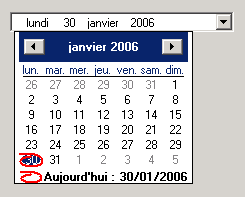 lundi 30 janvier 2006
janvier 2006
lun. mar. mer. jeu. ven. sam. dim.
26 27 28 29 30 31 1
2 3 4 5 6 7 8
9 10 11 12 13 14 15
16 17 18 19 20 21 22
23 24 25 26 27 28 29
30 31 1 2 3 4 5
Aujourd'hui : 30/01/2006